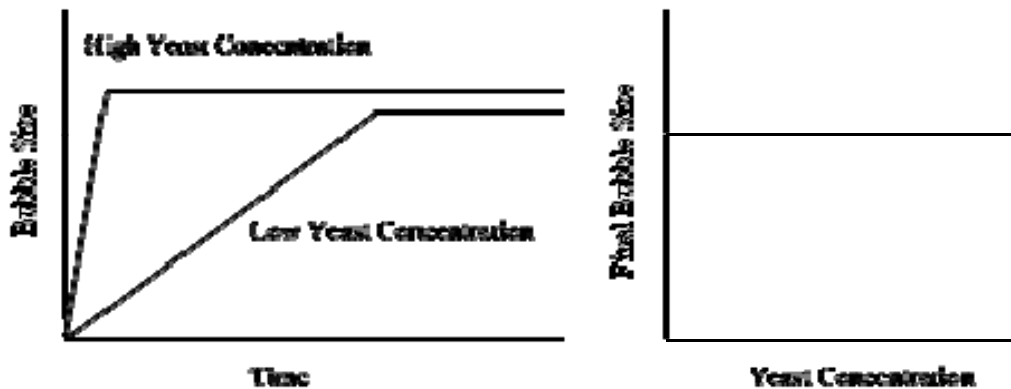 High Yeast Concentration
Bubble Size
Low Yeast Concentration
Time
Final Bubble Size
Yeast Concentration